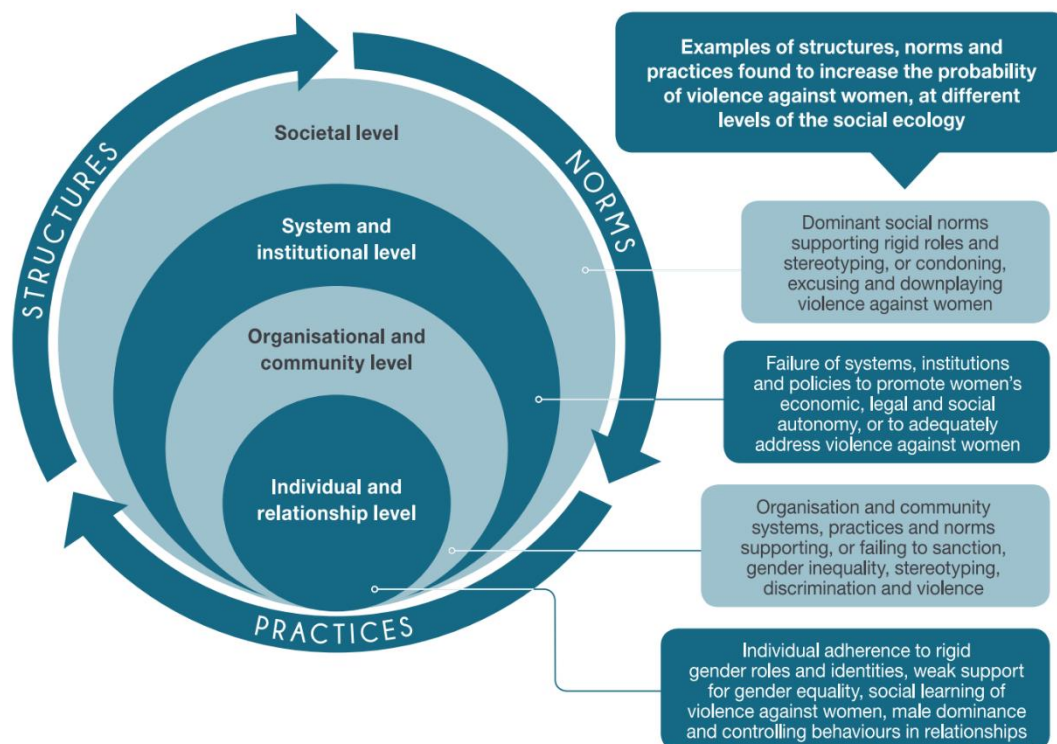 STRUCTURES
NORMS
PRACTICES
Societal level
System and
institutional level
Organisational and
community level
Individual and
relationship level
Examples of structures, norms and
practices found to increase the probability
of violence against women, at different
levels of the social ecology
Dominant social norms
supporting rigid roles and
stereotyping, or condoning,
excusing and downplaying
violence against women
Failure of systems, institutions
and policies to promote women’s
economic, legal and social
autonomy, or to adequately
address violence against women
Organisation and community
systems, practices and norms
supporting, or failing to sanction,
gender inequality, stereotyping,
discrimination and violence
Individual adherence to rigid
gender roles and identities, weak support
for gender equality, social learning of
violence against women, male dominance
and controlling behaviours in relationships